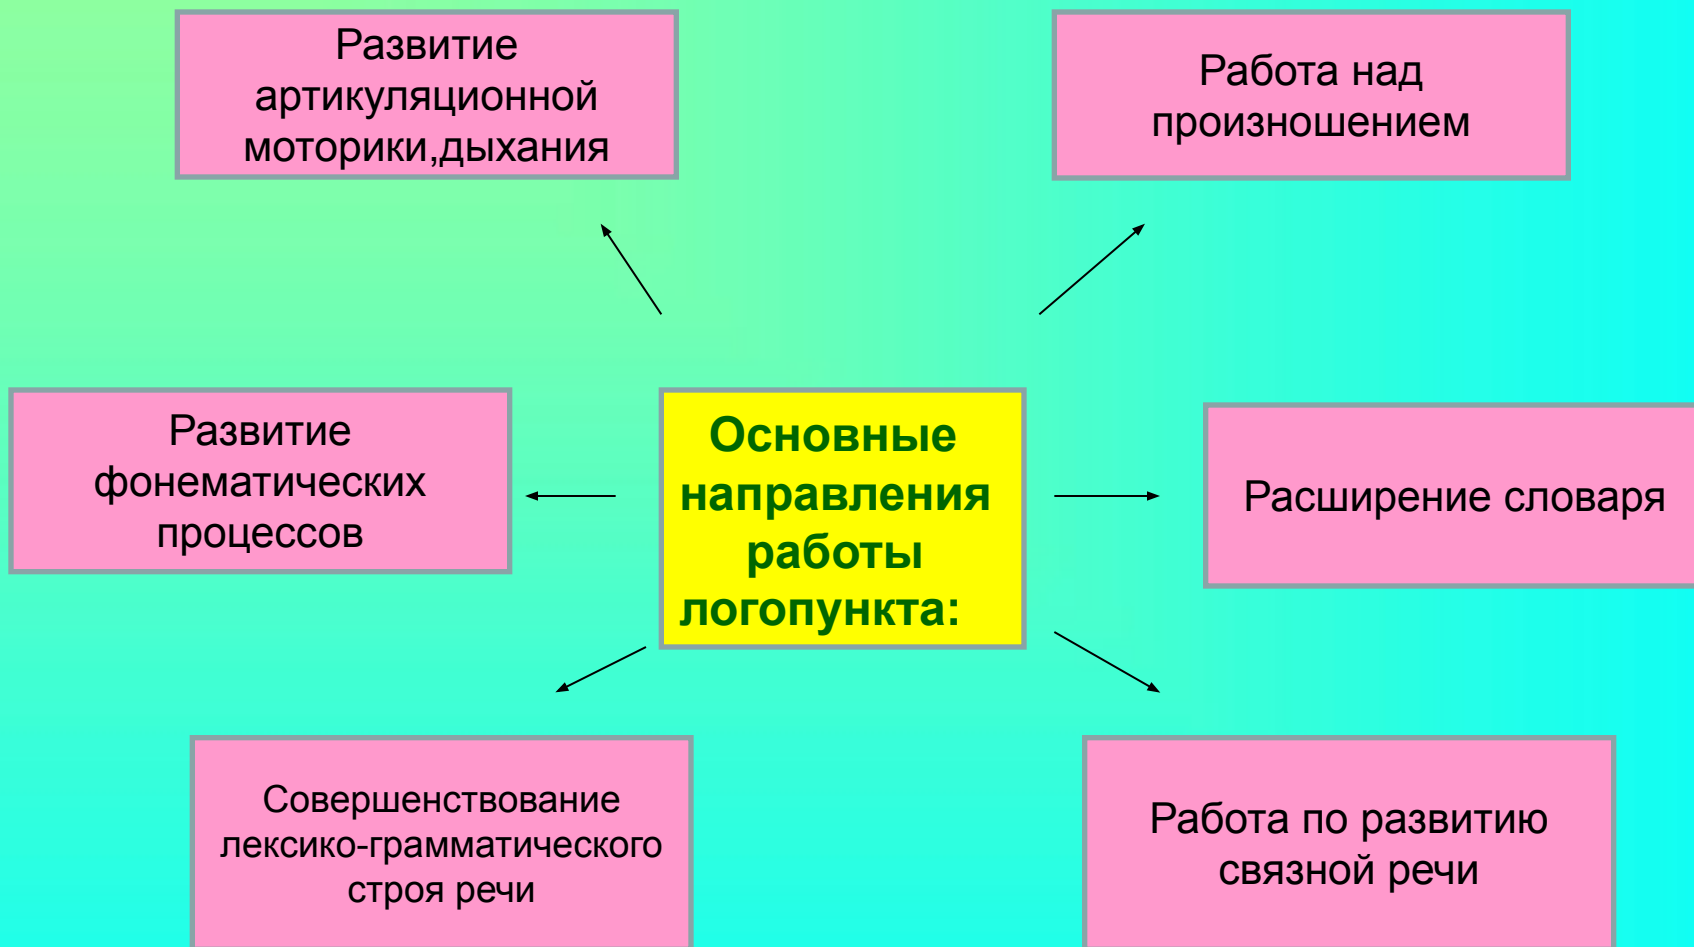 Развитие
артикуляционной
моторики,дыхания
Работа над
произношением
Развитие
фонематических
процессов
Основные
направления
работы
логопункта:
Расширение словаря
Совершенствование
лексико-грамматического
строя речи
Работа по развитию
связной речи